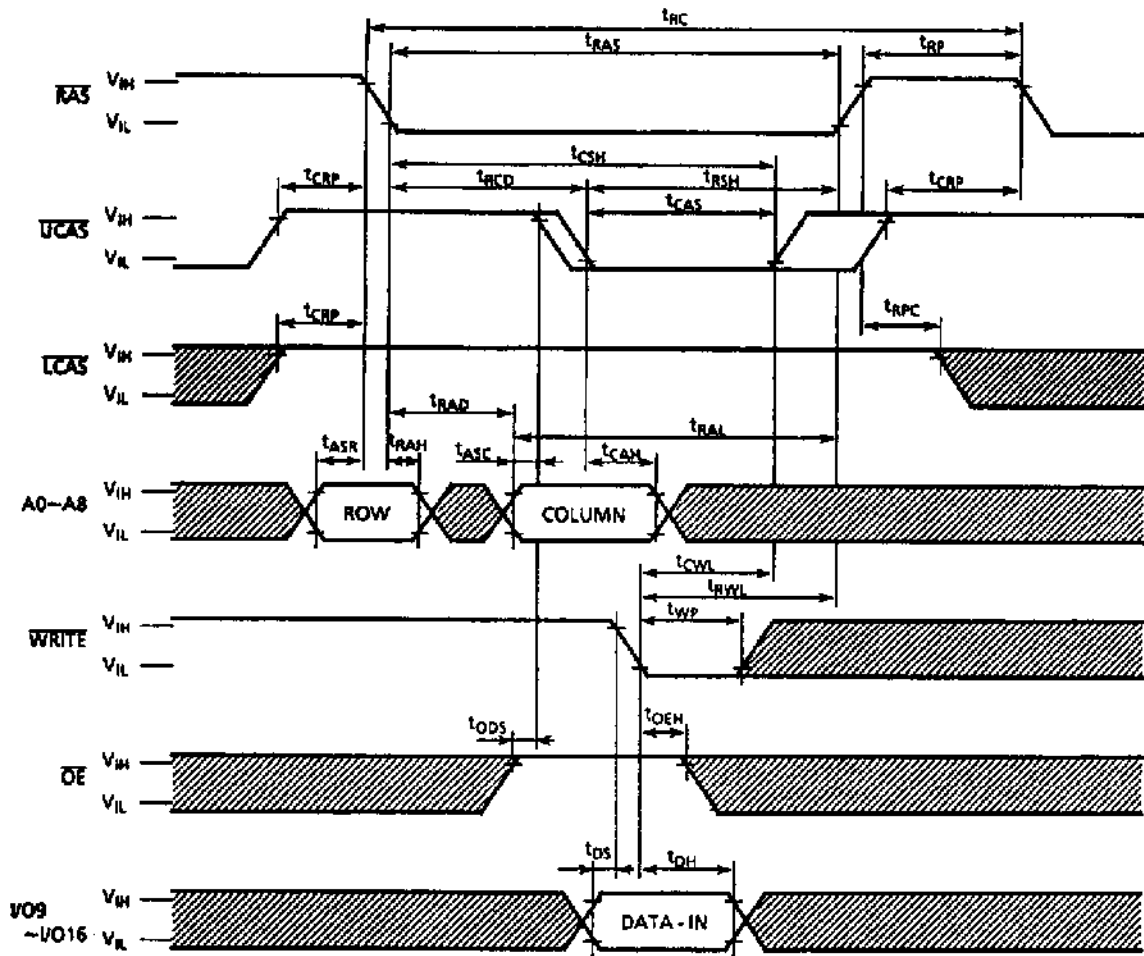 tRC
tRAS
tRP
RAS
VIH
VIL
tCSH
tCRP
tRCD
tRSH
tCRP
tCAS
UCAS
VIH
VIL
tCRP
tRPC
LCAS
VIH
VIL
tRAD
tRAL
tASR
tRAH
tASC
tCAH
A0~A8
VIH
VIL
ROW
COLUMN
tCWL
tRWL
tWP
WRITE
VIH
VIL
tODS
tOEH
OE
VIH
VIL
tDS
tDH
I/O9
~I/O16
VIH
VIL
DATA-IN